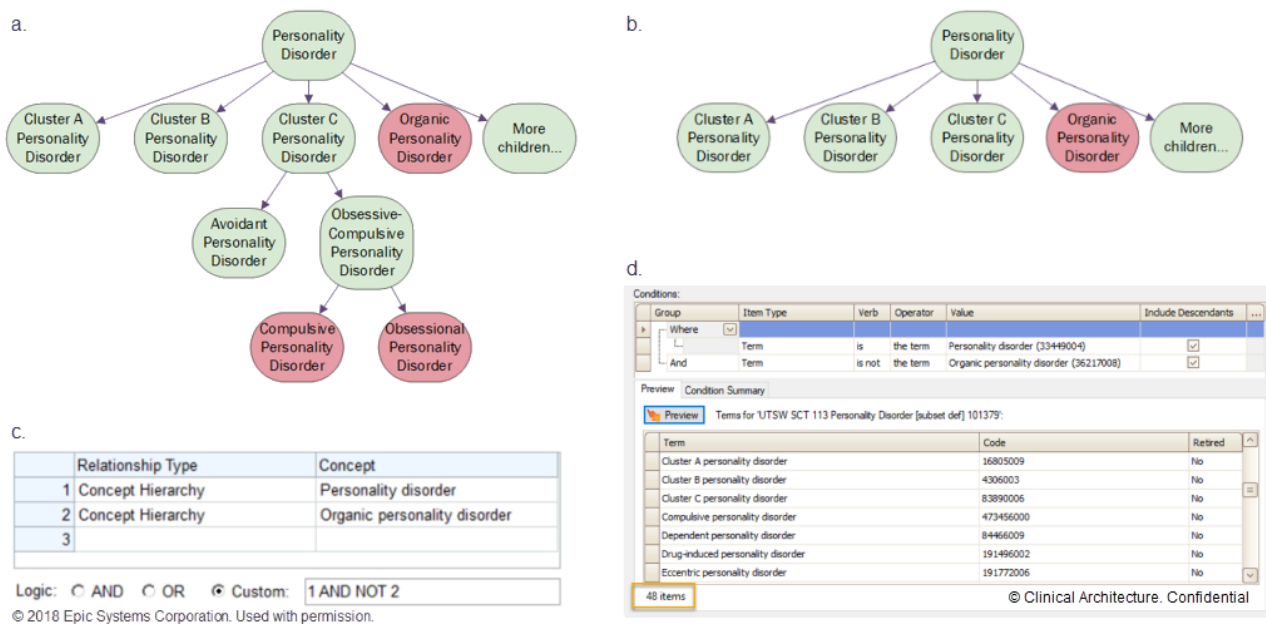 a.
Personality
Disorder
Cluster A
Personality
Disorder
Cluster B
Personality
Disorder
Cluster C
Personality
Disorder
Organic
Personality
Disorder
More
children...
Avoidant
Personality
Disorder
Obsessive-
Compulsive
Personality
Disorder
Compulsive
Personality
Disorder
Obsessional
Personality
Disorder
b.
Personality
Disorder
Cluster A
Personality
Disorder
Cluster B
Personality
Disorder
Cluster C
Personality
Disorder
Organic
Personality
Disorder
More
children...
c.
Relationship Type Concept
1 Concept Hierarchy Personality disorder
2 Concept Hierarchy Organic personality disorder
3
Logic: AND OR Custom: 1 AND NOT 2
© 2018 Epic Systems Corporation. Used with permission.
d.
Conditions:
Group Item Type Verb Operator Value Include Descendants ...
Where
Term is the term Personality disorder (33449004)
And Term is not the term Organic personality disorder (36217008)
Preview Condition Summary
Preview Terms for 'UTSW SCT 113 Personality Disorder [subset def] 101379':
Term Code Retired
Cluster A personality disorder 16805009 No
Cluster B personality disorder 4306003 No
Cluster C personality disorder 83890006 No
Compulsive personality disorder 473456000 No
Dependent personality disorder 84466009 No
Drug-induced personality disorder 191496002 No
Eccentric personality disorder 191772006 No
48 items
© Clinical Architecture. Confidential